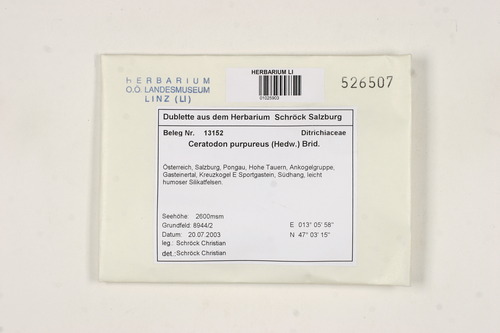 HERBARIUM
O.Ö. LANDESMUSEUM
LINZ (LI)
HERBARIUM LI
01025903
526507
Dublette aus dem Herbarium Schröck Salzburg
Beleg Nr. 13152 Ditrichiaceae
Ceratodon purpureus (Hedw.) Brid.
Österreich, Salzburg, Pongau, Hohe Tauern, Ankogelgruppe,
Gasteinertal, Kreuzkogel E Sportgastein, Südhang, leicht
humoser Silikatfelsen
Seehöhe: 2600msm
Grundfeld: 8944/2 E 013° 05' 58"
Datum: 20.07.2003 N 47° 03' 15"
leg.: Schröck Christian
det.: Schröck Christian